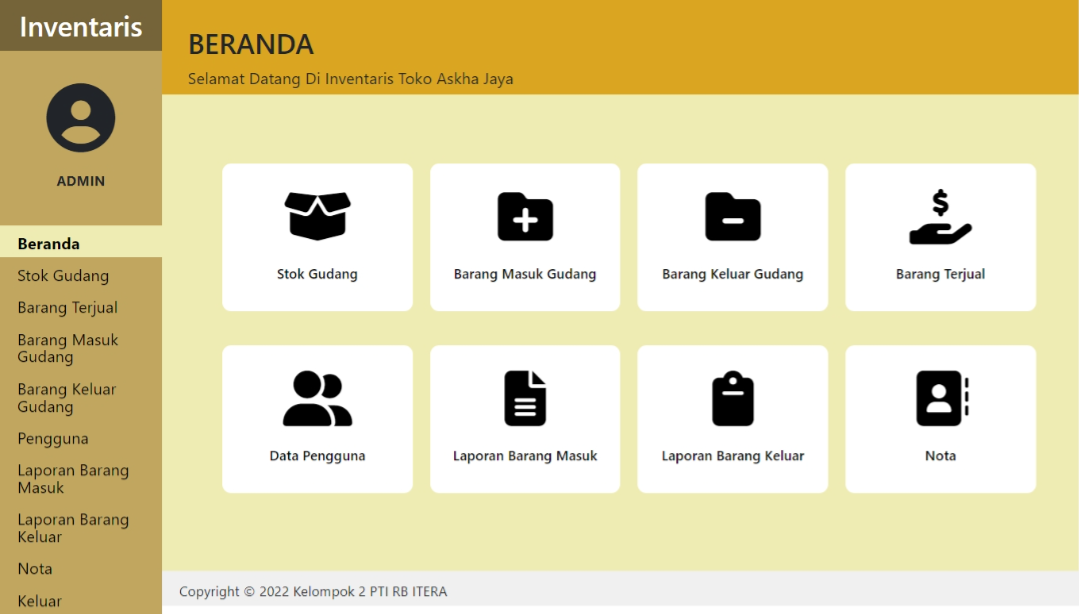 Inventaris
ADMIN
Beranda
Stok Gudang
Barang Terjual
Barang Masuk
Gudang
Barang Keluar
Gudang
Pengguna
Laporan Barang
Masuk
Laporan Barang
Keluar
Nota
Keluar
BERANDA
Selamat Datang Di Inventaris Toko Askha Jaya
Stok Gudang
Barang Masuk Gudang
Barang Keluar Gudang
Barang Terjual
Data Pengguna
Laporan Barang Masuk
Laporan Barang Keluar
Nota
Copyright © 2022 Kelompok 2 PTI RB ITERA